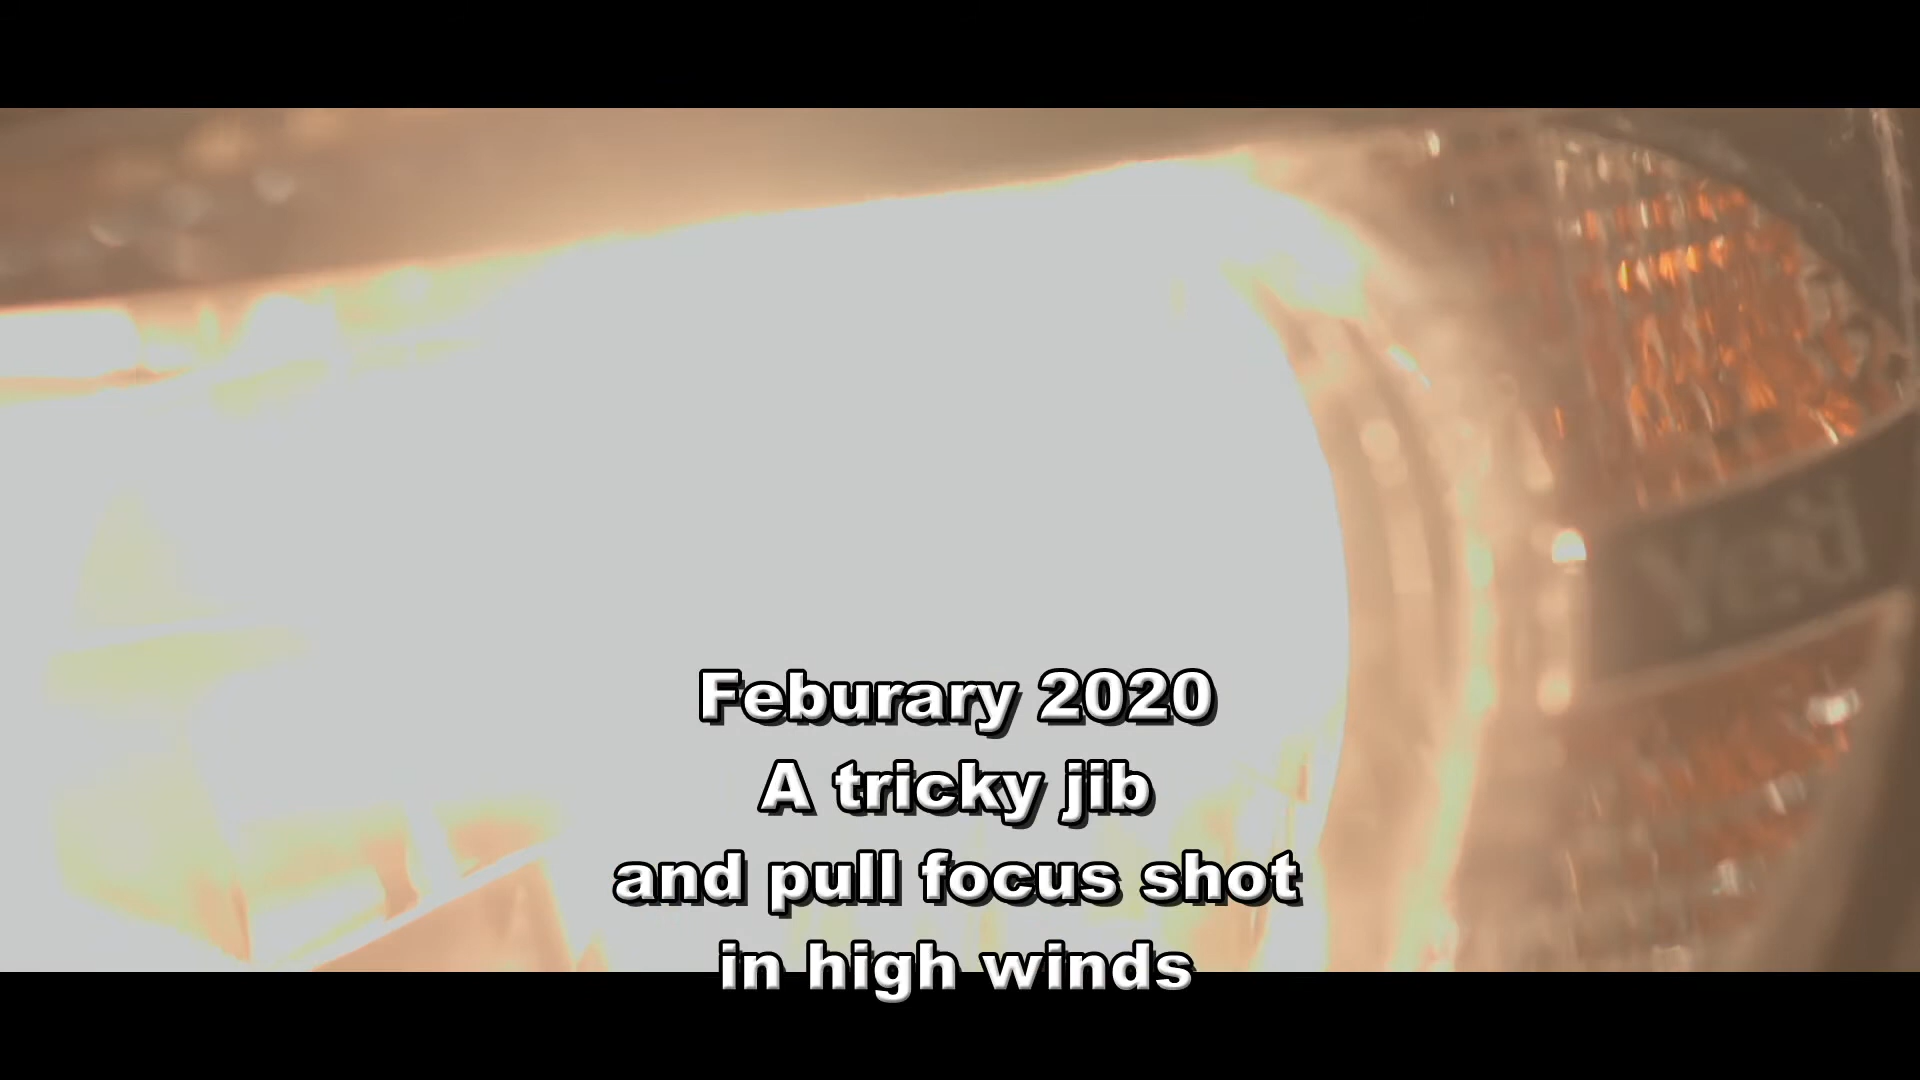 Feburary 2020
A tricky jib
and pull focus shot
in high winds